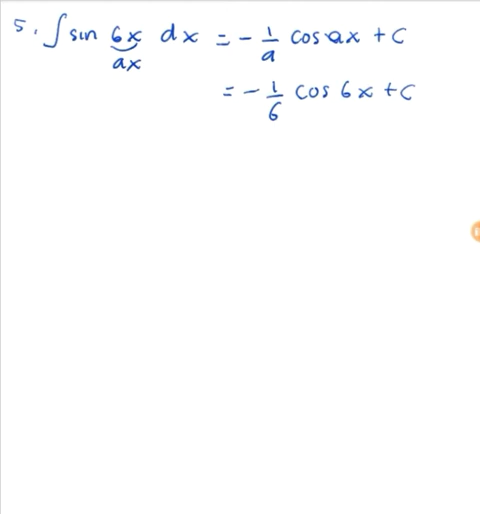 5. ∫ sin 6x dx = - 1/a cos ax + C
ax
= - 1/6 cos 6x + C